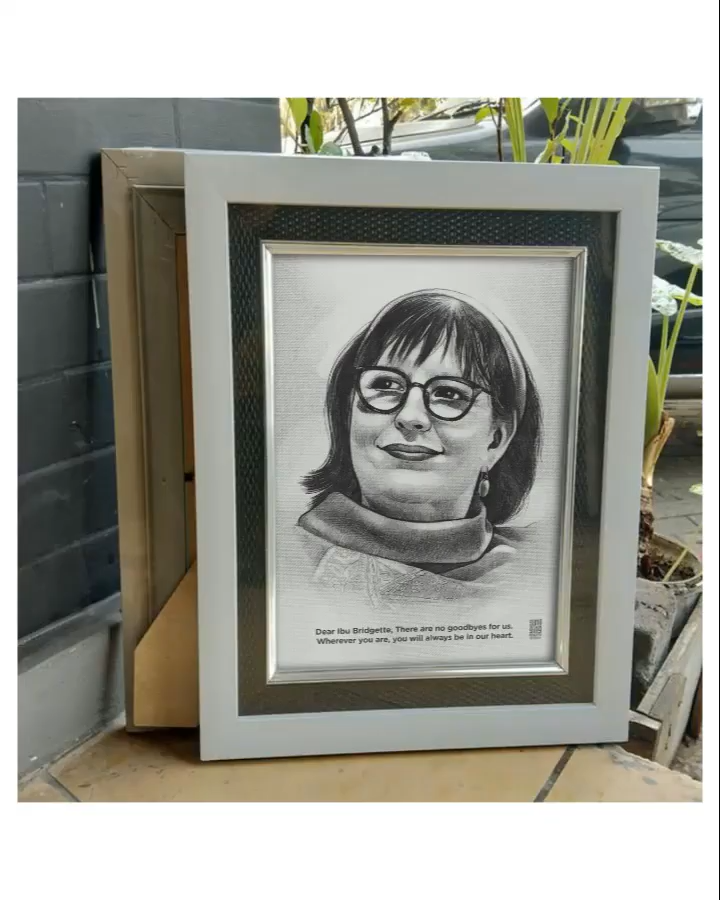 Dear Ibu Bridgette, There are no goodbyes for us.
Wherever you are, you will always be in our heart.